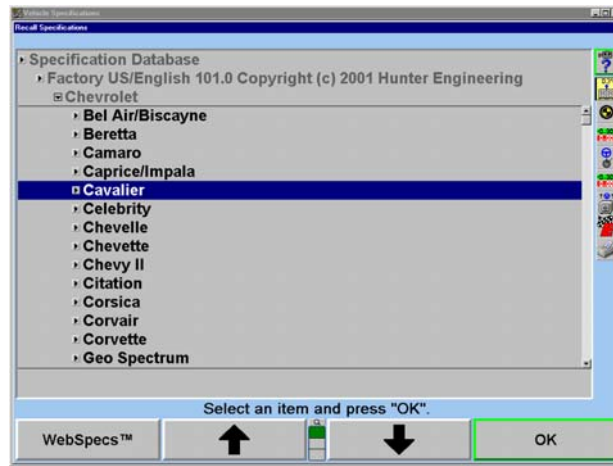 Vehicle Specifications
Recall Specifications
Specification Database
Factory US/English 101.0 Copyright (c) 2001 Hunter Engineering
Chevrolet
Bel Air/Biscayne
Beretta
Camaro
Caprice/Impala
Cavalier
Celebrity
Chevelle
Chevette
Chevy II
Citation
Corsica
Corvair
Corvette
Geo Spectrum
Select an item and press "OK".
WebSpecs™
OK